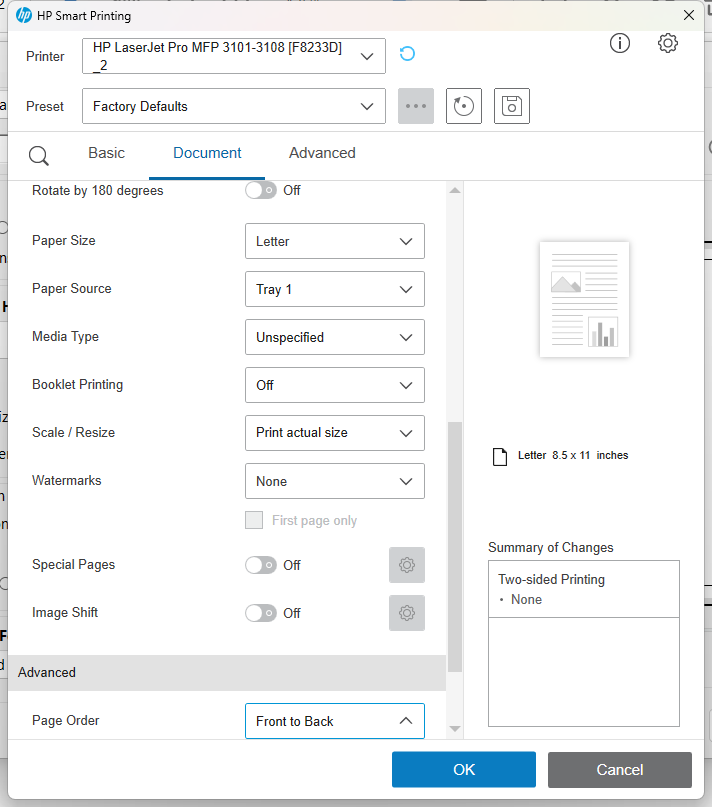 HP Smart Printing
Printer
HP LaserJet Pro MFP 3101-3108 [F8233D]
_2
Preset
Factory Defaults
Basic
Document
Advanced
Rotate by 180 degrees
Off
Paper Size
Letter
Paper Source
Tray 1
Media Type
Unspecified
Booklet Printing
Off
Scale / Resize
Print actual size
Watermarks
None
First page only
Special Pages
Off
Image Shift
Off
Advanced
Page Order
Front to Back
Letter 8.5 x 11 inches
Summary of Changes
Two-sided Printing
• None
OK
Cancel